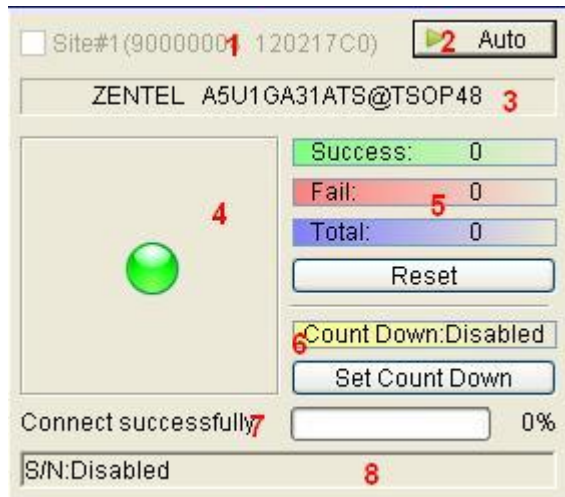 Site#1(9000000 1 120217C0) 2 Auto
ZENTEL A5U1GA31ATS@TSOP48 3
4
Success: 0
Fail: 0
5
Total: 0
Reset
6 Count Down:Disabled
Set Count Down
Connect successfully 7 0%
S/N:Disabled 8